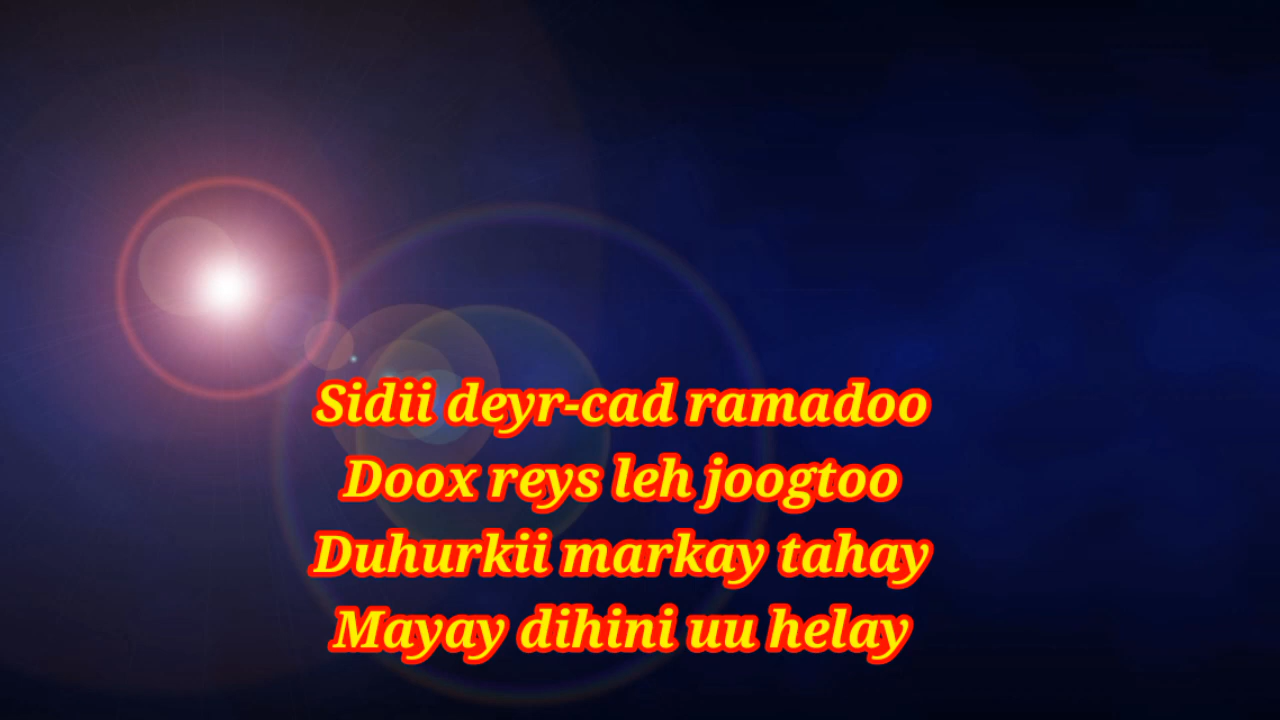 Sidii deyr-cad ramadoo
Doox reys leh joogtoo
Duhurkii markay tahay
Mayay dihini uu helay